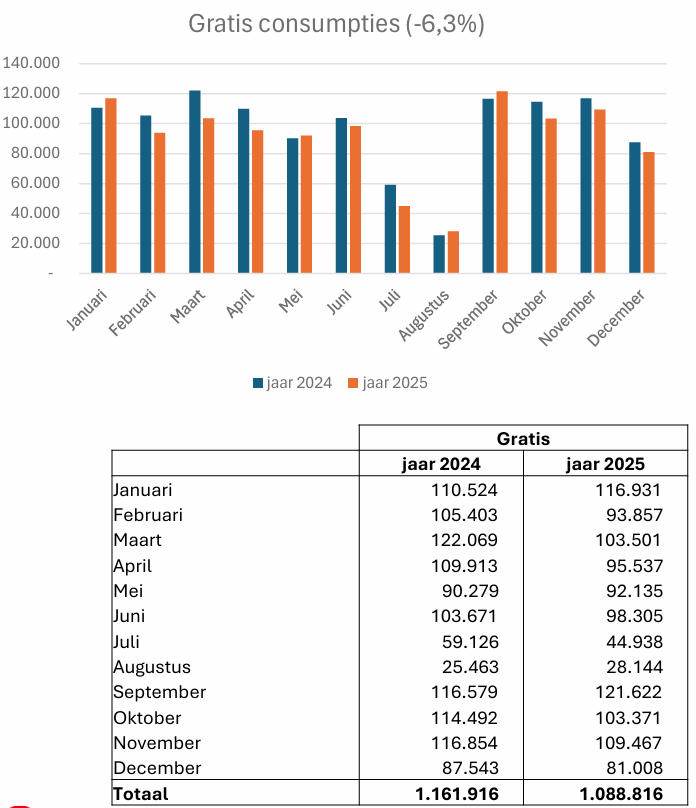 Gratis consumpties (-6,3%)
140.000
120.000
100.000
80.000
60.000
40.000
20.000
-
Januari Februari Maart April Mei Juni Juli Augustus September Oktober November December
jaar 2024 jaar 2025
Gratis
jaar 2024 jaar 2025
Januari 110.524 116.931
Februari 105.403 93.857
Maart 122.069 103.501
April 109.913 95.537
Mei 90.279 92.135
Juni 103.671 98.305
Juli 59.126 44.938
Augustus 25.463 28.144
September 116.579 121.622
Oktober 114.492 103.371
November 116.854 109.467
December 87.543 81.008
Totaal 1.161.916 1.088.816